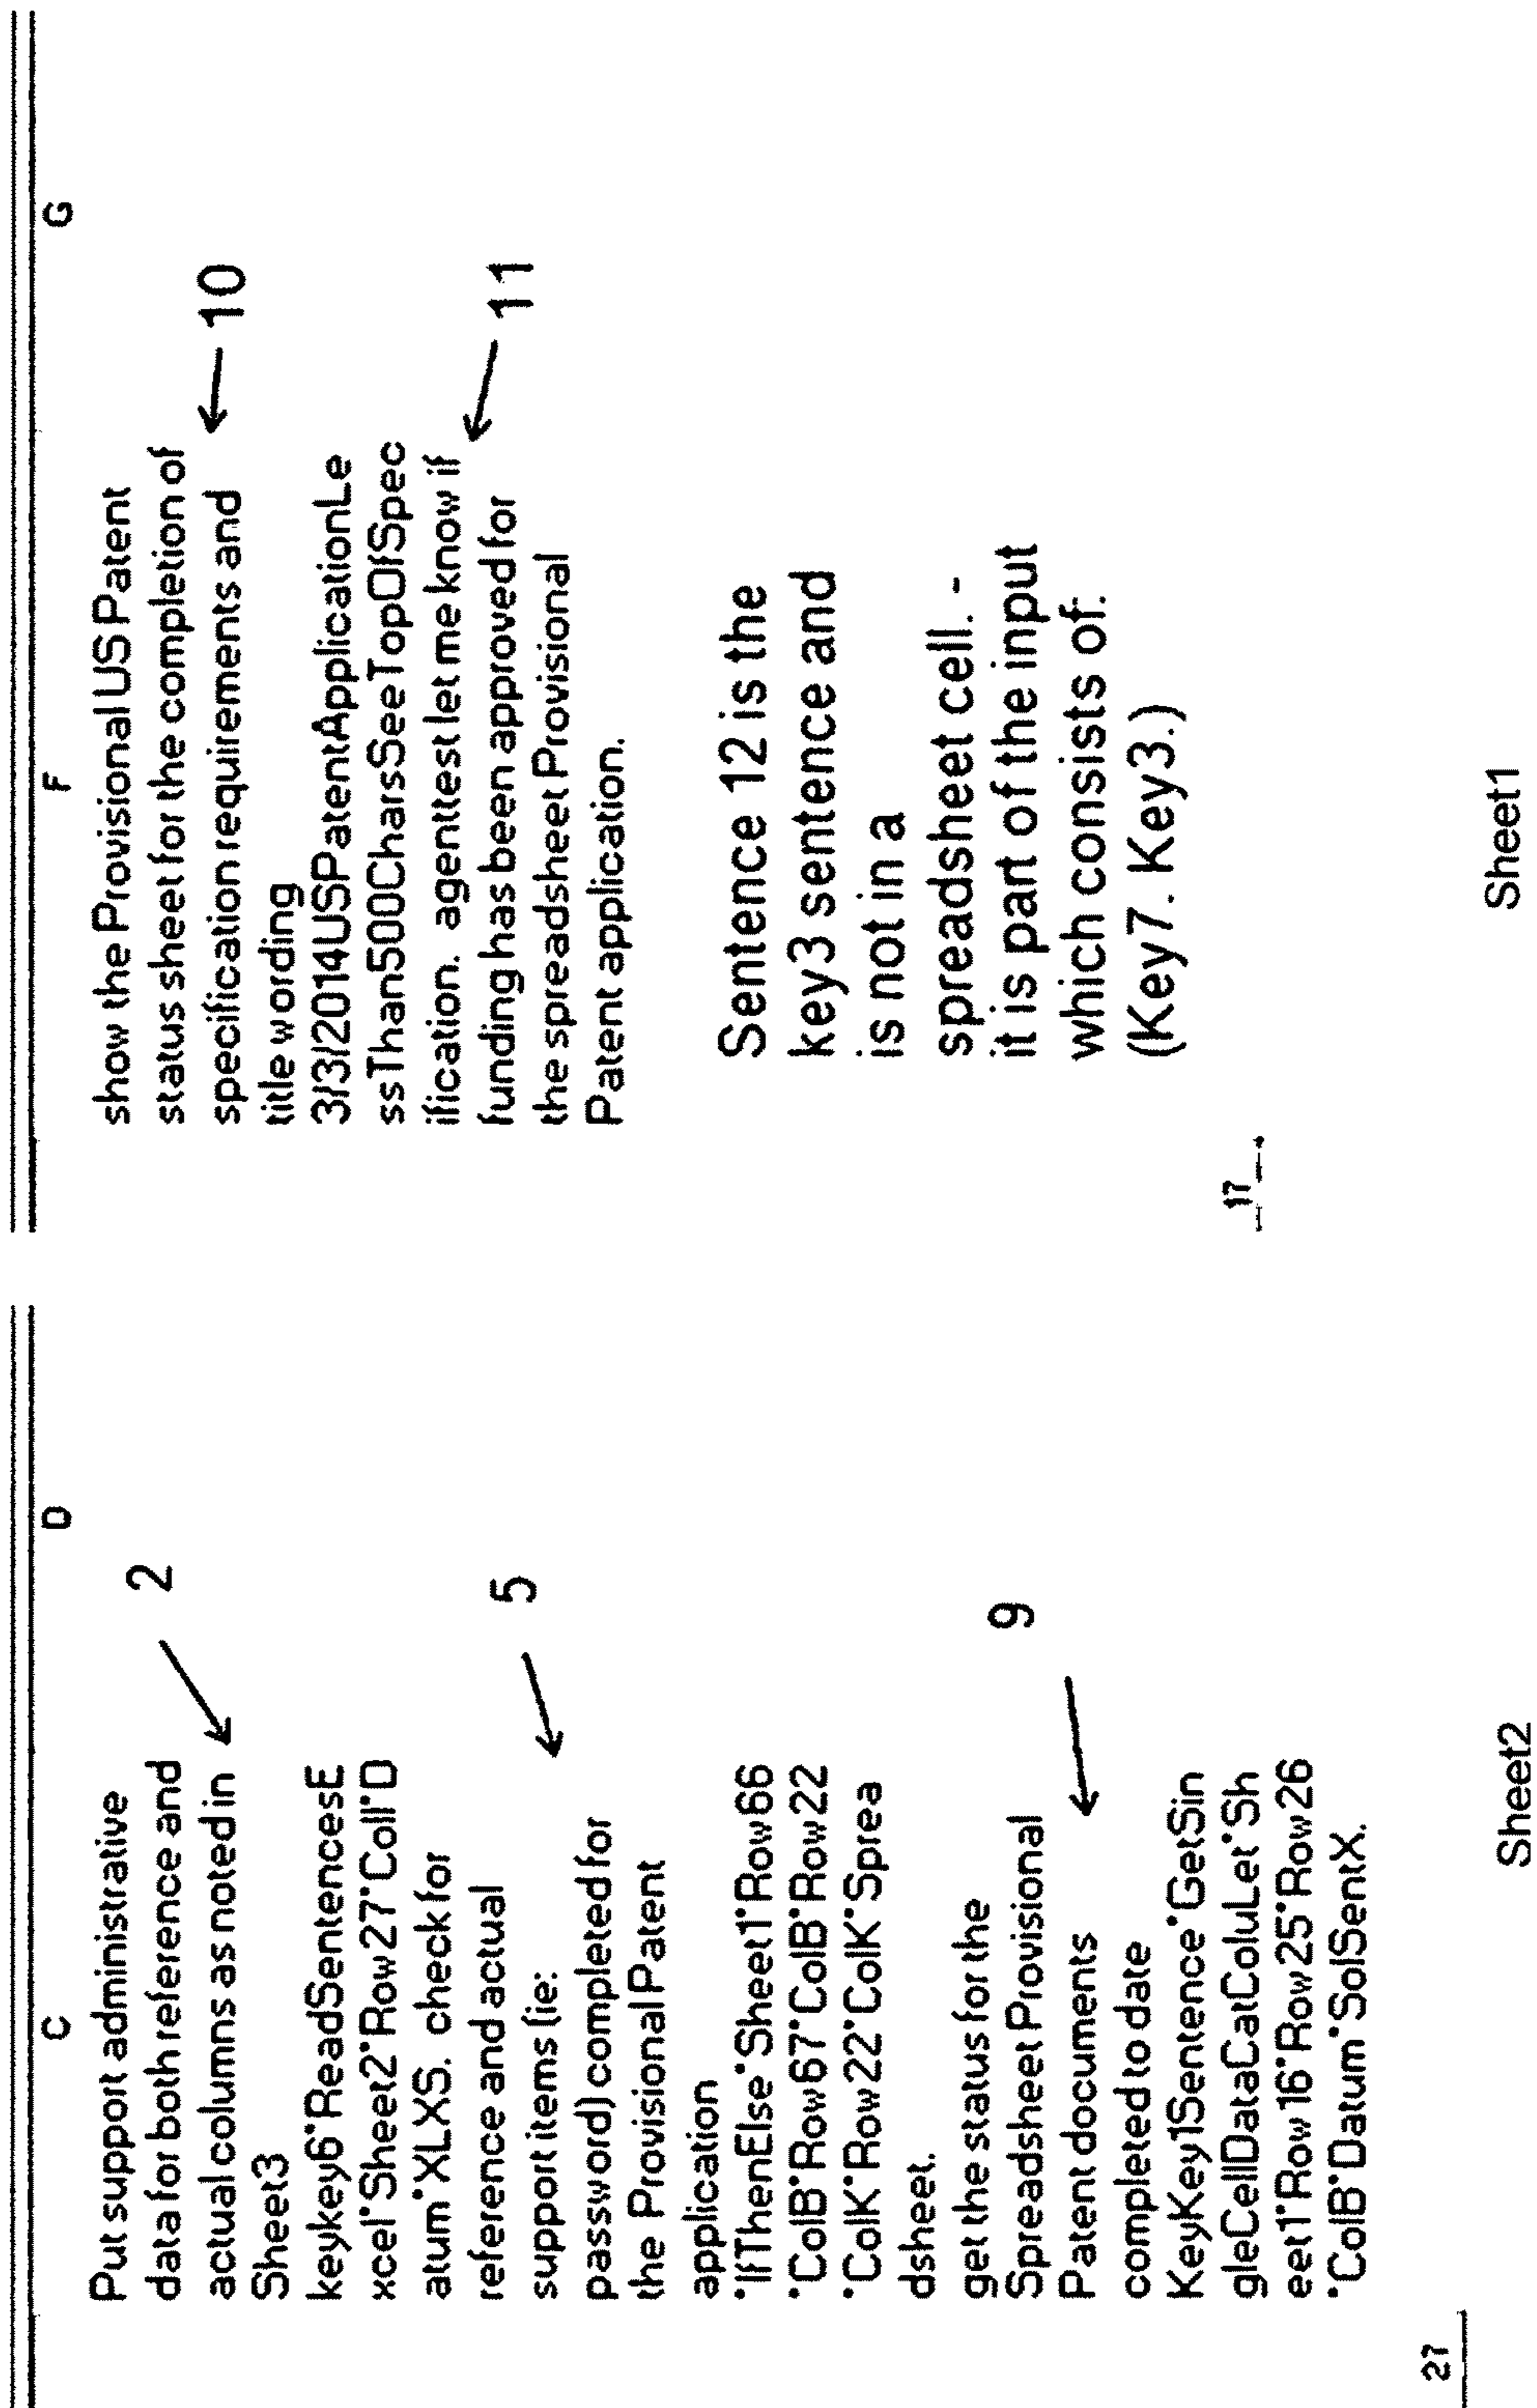 C
D
Put support administrative
data for both reference and
actual columns as noted in
2
Sheet3
keykey6*ReadSentencesE
xcel*Sheet2*Row27*ColI*D
atum*XLXS. check for
reference and actual
5
support items (ie:
password) completed for
the Provisional Patent
application
*IfThenElse*Sheet1*Row66
*ColB*Row67*ColB*Row22
*ColK*Row22*ColK*Sprea
dsheet.
get the status for the
Spreadsheet Provisional
9
Patent documents
completed to date
KeyKey1Sentence*GetSin
gleCellDataCatColuLet*Sh
eet1*Row16*Row25*Row26
*ColB*Datum*SolSentX.
27
Sheet2
F
G
show the Provisional US Patent
status sheet for the completion of
10
specification requirements and
title wording
3/3/2014USPatentApplicationLe
ssThan500CharsSeeTopOfSpec
ification. agenttest let me know if
11
funding has been approved for
the spreadsheet Provisional
Patent application.
Sentence 12 is the
key3 sentence and
is not in a
spreadsheet cell. -
it is part of the input
which consists of:
(Key7. Key3.)
17
Sheet1